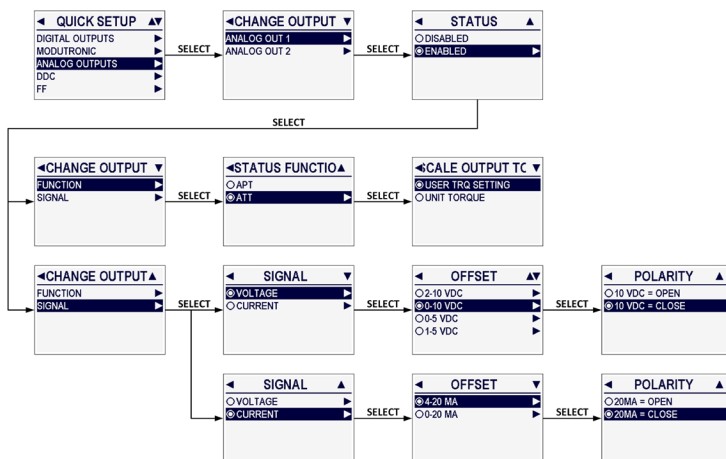 QUICK SETUP
DIGITAL OUTPUTS
MODUTRONIC
ANALOG OUTPUTS
DDC
FF
SELECT
CHANGE OUTPUT
ANALOG OUT 1
ANALOG OUT 2
SELECT
STATUS
DISABLED
ENABLED
SELECT
CHANGE OUTPUT
FUNCTION
SIGNAL
SELECT
STATUS FUNCTIO
APT
ATT
SELECT
SCALE OUTPUT TO
USER TRQ SETTING
UNIT TORQUE
CHANGE OUTPUT
FUNCTION
SIGNAL
SELECT
SIGNAL
VOLTAGE
CURRENT
SELECT
OFFSET
2-10 VDC
0-10 VDC
0-5 VDC
1-5 VDC
SELECT
POLARITY
10 VDC = OPEN
10 VDC = CLOSE
SIGNAL
VOLTAGE
CURRENT
SELECT
OFFSET
4-20 MA
0-20 MA
SELECT
POLARITY
20MA = OPEN
20MA = CLOSE